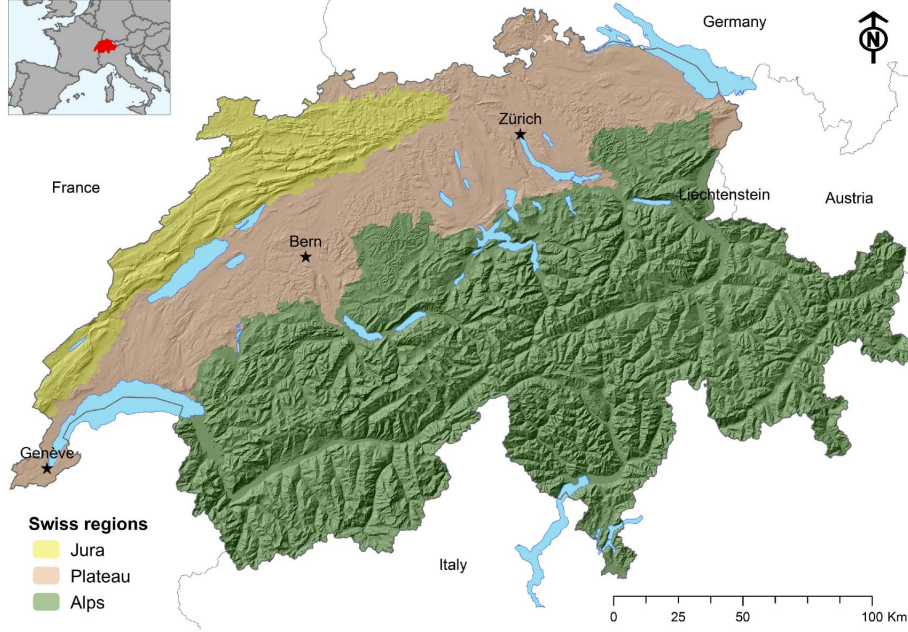 Germany
N
Zürich
France
Liechtenstein
Austria
Bern
Genève
Swiss regions
Jura
Plateau
Alps
Italy
0 25 50 100 Km